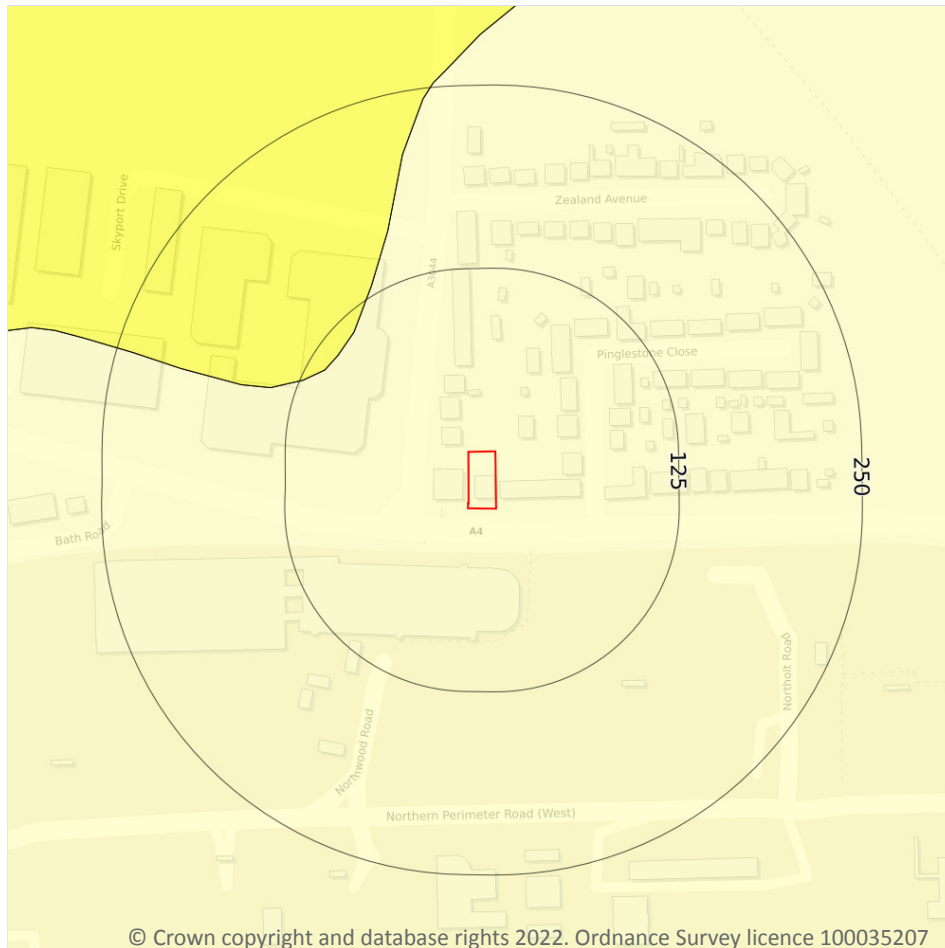 Zealand Avenue
Skyport Drive
A3044
Pinglestone Close
125
250
A4
Bath Road
Northolt Road
Northwood Road
Northern Perimeter Road (West)
© Crown copyright and database rights 2022. Ordnance Survey licence 100035207